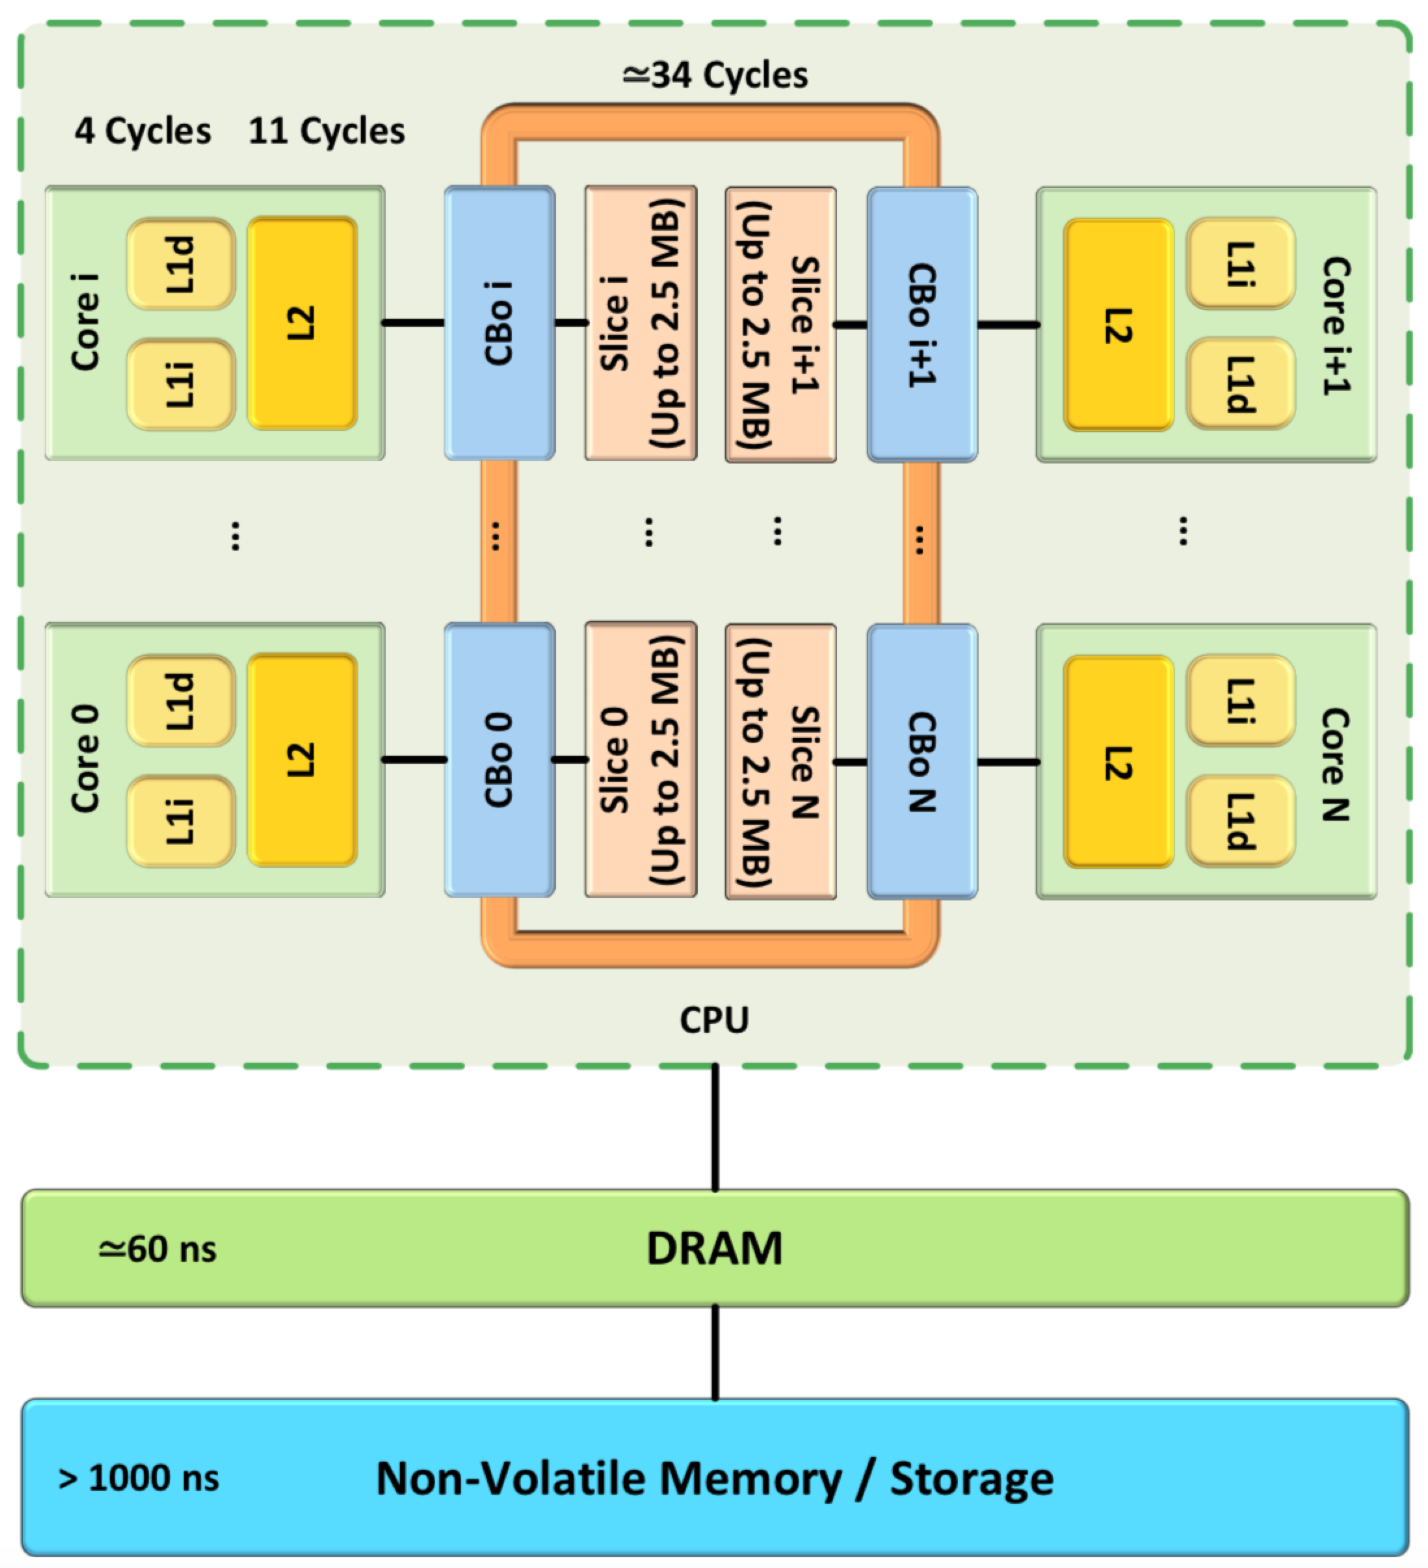 ≃34 Cycles
4 Cycles
11 Cycles
Core i
L1d
L1i
L2
CBo i
Slice i
(Up to 2.5 MB)
Slice i+1
(Up to 2.5 MB)
CBo i+1
L2
L1i
L1d
Core i+1
...
...
...
...
...
...
Core 0
L1d
L1i
L2
CBo 0
Slice 0
(Up to 2.5 MB)
Slice N
(Up to 2.5 MB)
CBo N
L2
L1i
L1d
Core N
CPU
≃60 ns
DRAM
> 1000 ns
Non-Volatile Memory / Storage